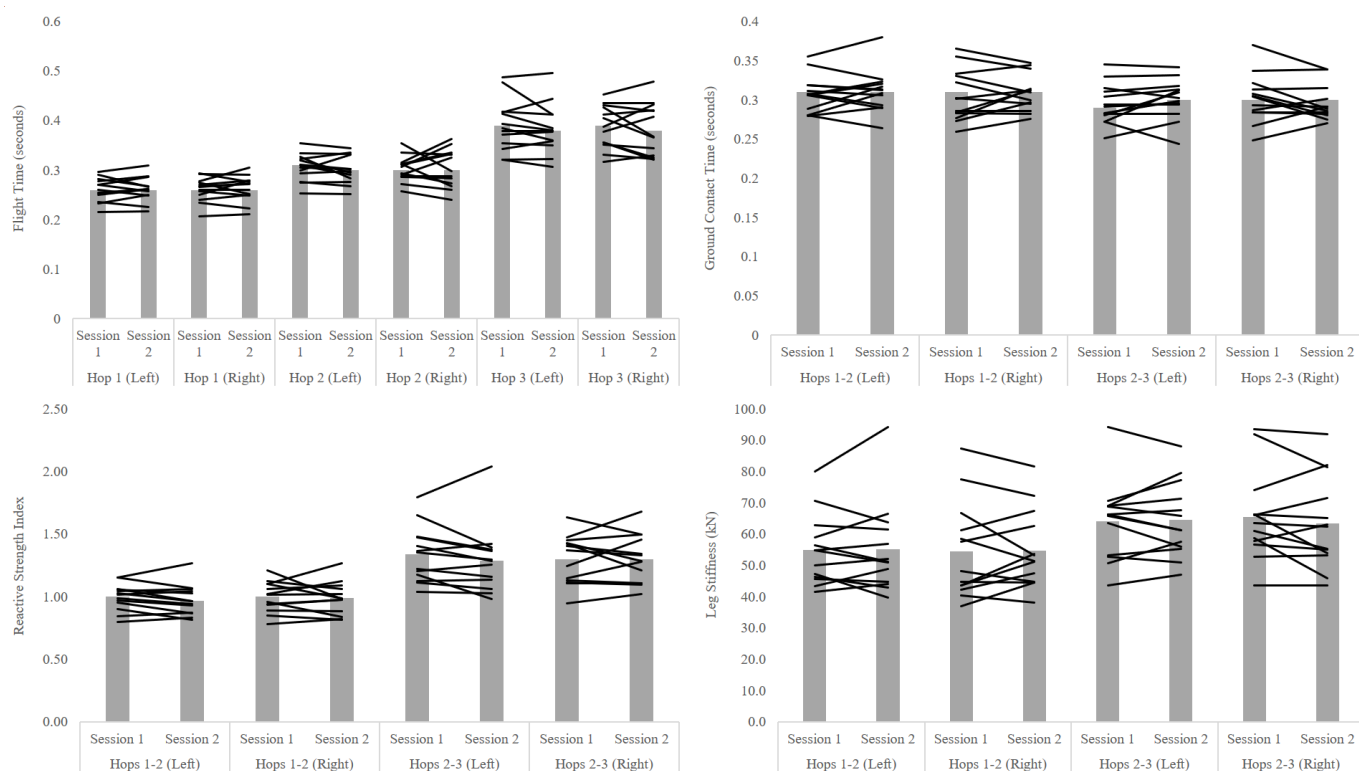 Flight Time (seconds)
0.6
0.5
0.4
0.3
0.2
0.1
0
Session 1 Session 2 Session 1 Session 2 Session 1 Session 2 Session 1 Session 2 Session 1 Session 2 Session 1 Session 2
Hop 1 (Left) Hop 1 (Right) Hop 2 (Left) Hop 2 (Right) Hop 3 (Left) Hop 3 (Right)
Ground Contact Time (seconds)
0.4
0.35
0.3
0.25
0.2
0.15
0.1
0.05
0
Session 1 Session 2 Session 1 Session 2 Session 1 Session 2 Session 1 Session 2
Hops 1-2 (Left) Hops 1-2 (Right) Hops 2-3 (Left) Hops 2-3 (Right)
Reactive Strength Index
2.50
2.00
1.50
1.00
0.50
0.00
Session 1 Session 2 Session 1 Session 2 Session 1 Session 2 Session 1 Session 2
Hops 1-2 (Left) Hops 1-2 (Right) Hops 2-3 (Left) Hops 2-3 (Right)
Leg Stiffness (kN)
100.0
90.0
80.0
70.0
60.0
50.0
40.0
30.0
20.0
10.0
0.0
Session 1 Session 2 Session 1 Session 2 Session 1 Session 2 Session 1 Session 2
Hops 1-2 (Left) Hops 1-2 (Right) Hops 2-3 (Left) Hops 2-3 (Right)